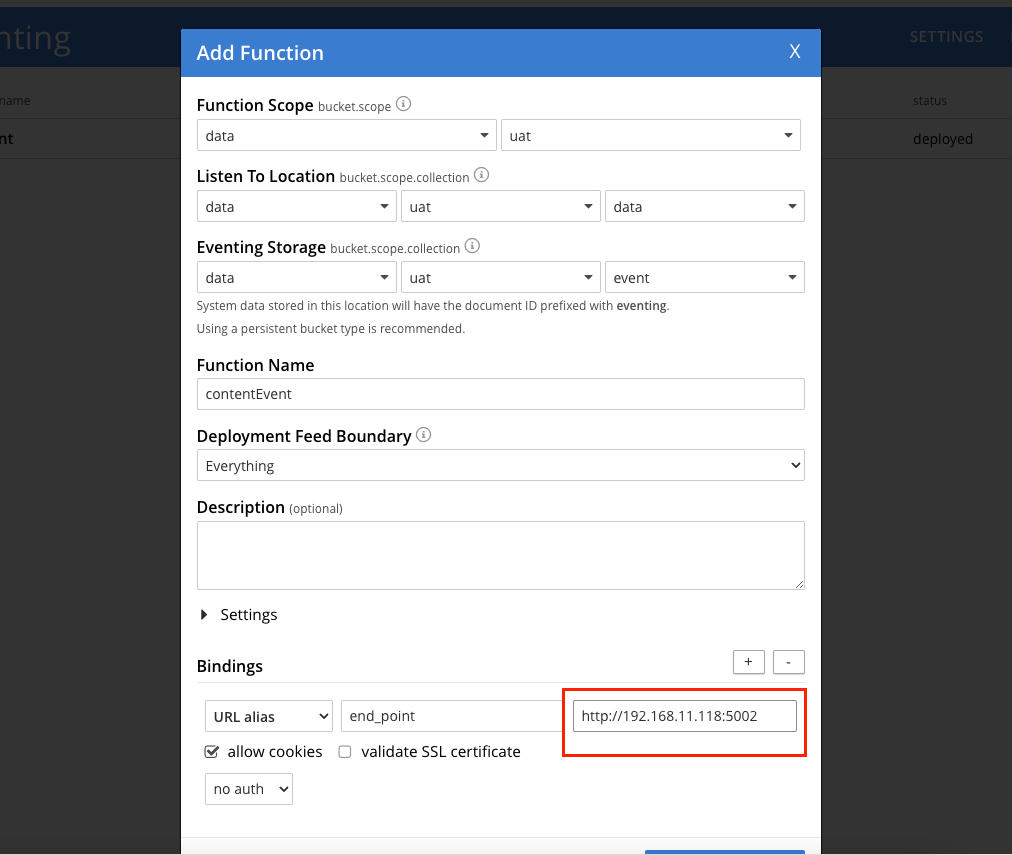 nting
SETTINGS
Add Function X
name
status
nt
deployed
Function Scope bucket.scope
data uat
Listen To Location bucket.scope.collection
data uat data
Eventing Storage bucket.scope.collection
data uat event
System data stored in this location will have the document ID prefixed with eventing.
Using a persistent bucket type is recommended.
Function Name
contentEvent
Deployment Feed Boundary
Everything
Description (optional)
Settings
Bindings + -
URL alias end_point http://192.168.11.118:5002
allow cookies validate SSL certificate
no auth